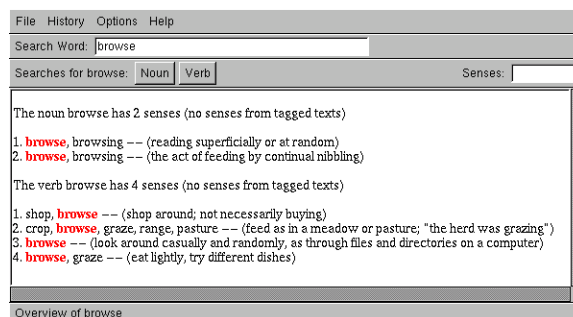 File History Options Help
Search Word: browse
Searches for browse: Noun Verb Senses:
The noun browse has 2 senses (no senses from tagged texts)
1. browse, browsing −− (reading superficially or at random)
2. browse, browsing −− (the act of feeding by continual nibbling)
The verb browse has 4 senses (no senses from tagged texts)
1. shop, browse −− (shop around; not necessarily buying)
2. crop, browse, graze, range, pasture −− (feed as in a meadow or pasture; "the herd was grazing")
3. browse −− (look around casually and randomly, as through files and directories on a computer)
4. browse, graze −− (eat lightly, try different dishes)
Overview of browse